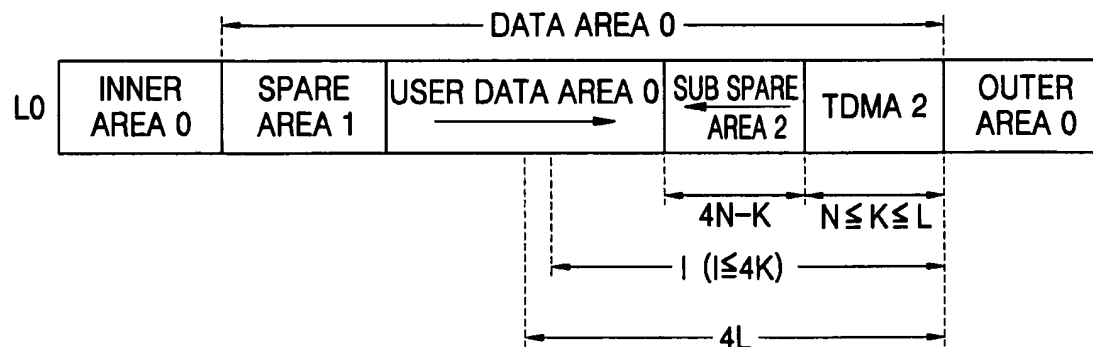 DATA AREA 0
L0
INNER AREA 0
SPARE AREA 1
USER DATA AREA 0
SUB SPARE AREA 2
TDMA 2
OUTER AREA 0
4N-K
N≦K≦L
I (I≦4K)
4L